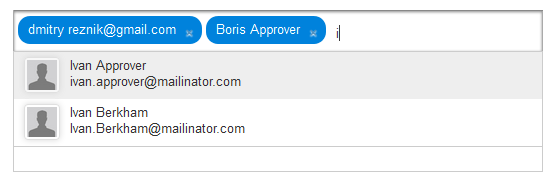 dmitry reznik@gmail.com Boris Approver i
Ivan Approver
ivan.approver@mailinator.com
Ivan Berkham
Ivan.Berkham@mailinator.com